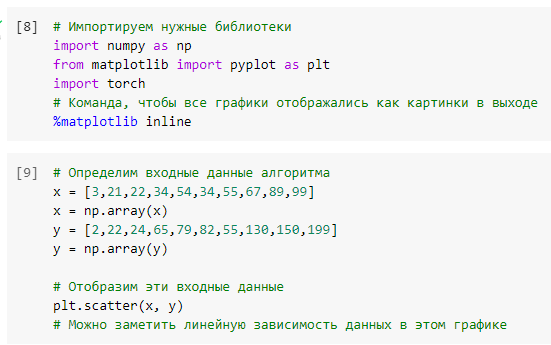 [8] # Импортируем нужные библиотеки
import numpy as np
from matplotlib import pyplot as plt
import torch
# Команда, чтобы все графики отображались как картинки в выходе
%matplotlib inline
[9] # Определим входные данные алгоритма
x = [3,21,22,34,54,34,55,67,89,99]
x = np.array(x)
y = [2,22,24,65,79,82,55,130,150,199]
y = np.array(y)
# Отобразим эти входные данные
plt.scatter(x, y)
# Можно заметить линейную зависимость данных в этом графике